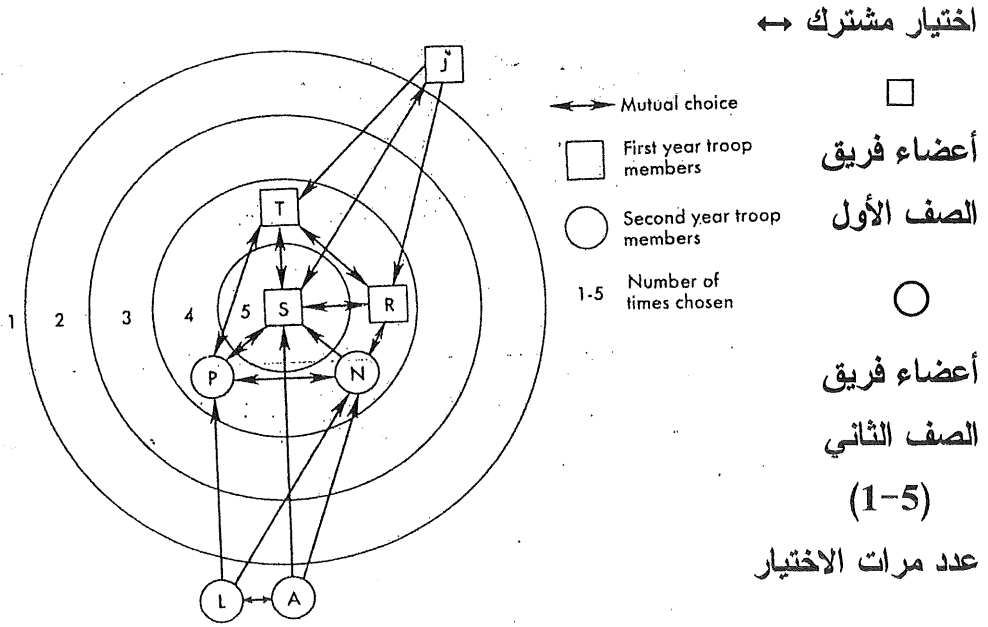 اختيار مشترك ↔
أعضاء فريق
الصف الأول
أعضاء فريق
الصف الثاني
(1-5)
عدد مرات الاختيار
Mutual choice
First year troop
members
Second year troop
members
1-5 Number of
times chosen
J
T
1 2 3 4 5 S R
P N
L A